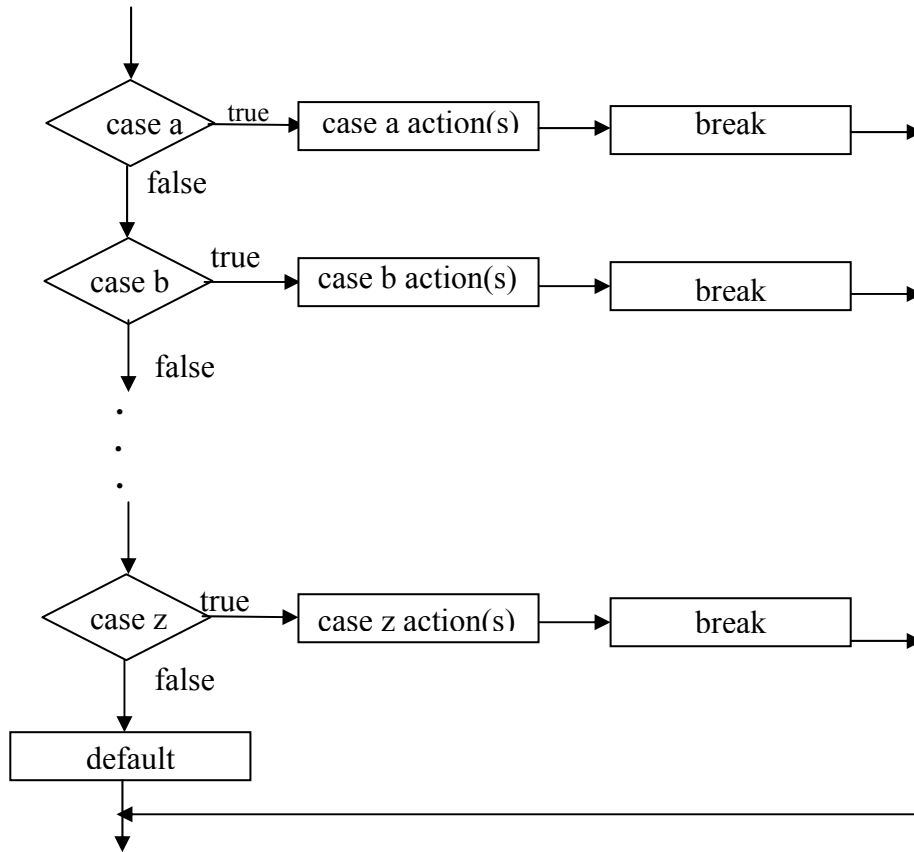 case a
true
case a action(s)
break
false
case b
true
case b action(s)
break
false
.
.
.
case z
true
case z action(s)
break
false
default